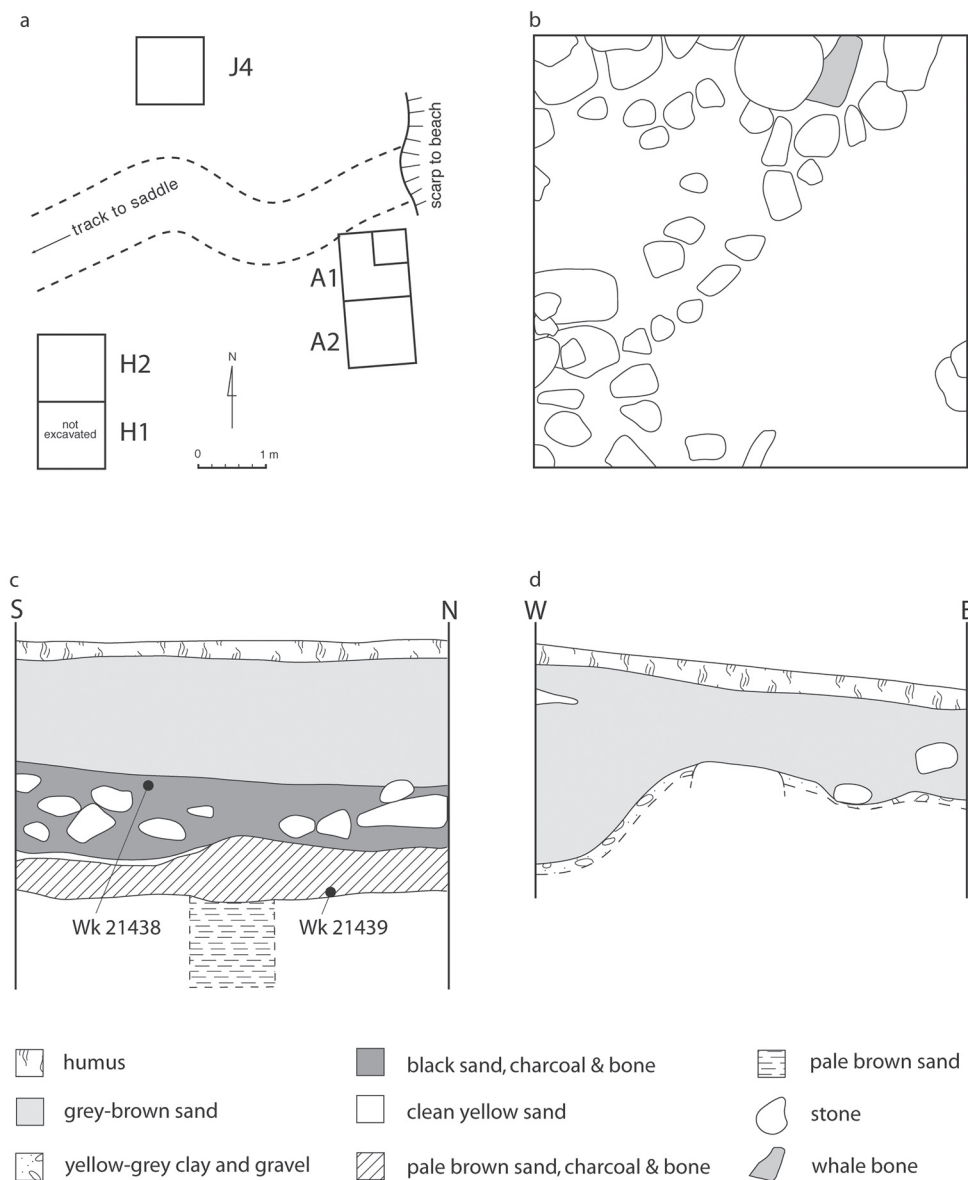 a
J4
scarp to beach
track to saddle
A1
A2
H2
not
excavated
H1
N
0 1 m
b
c
S N
Wk 21438
Wk 21439
d
W E
humus
grey-brown sand
yellow-grey clay and gravel
black sand, charcoal & bone
clean yellow sand
pale brown sand, charcoal & bone
pale brown sand
stone
whale bone